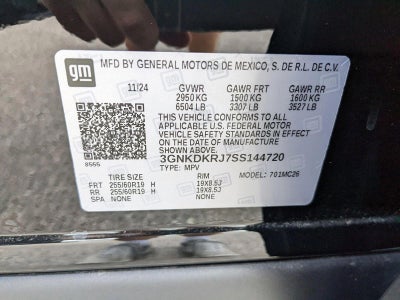 gm MFD BY GENERAL MOTORS DE MEXICO, S. DE R.L. DE C.V.
11/24 GVWR GAWR FRT GAWR RR
2950 KG 1500 KG 1600 KG
6504 LB 3307 LB 3527 LB
THIS VEHICLE CONFORMS TO ALL
APPLICABLE U.S. FEDERAL MOTOR
VEHICLE SAFETY STANDARDS IN EFFECT
ON THE DATE OF MANUFACTURE
SHOWN ABOVE.
3GNKDKRJ7SS144720
8565 TYPE: MPV MODEL: 701MC26
TIRE SIZE RIM
FRT 255/60R19 H 19X8.5J
RR 255/60R19 H 19X8.5J
NONE NONE